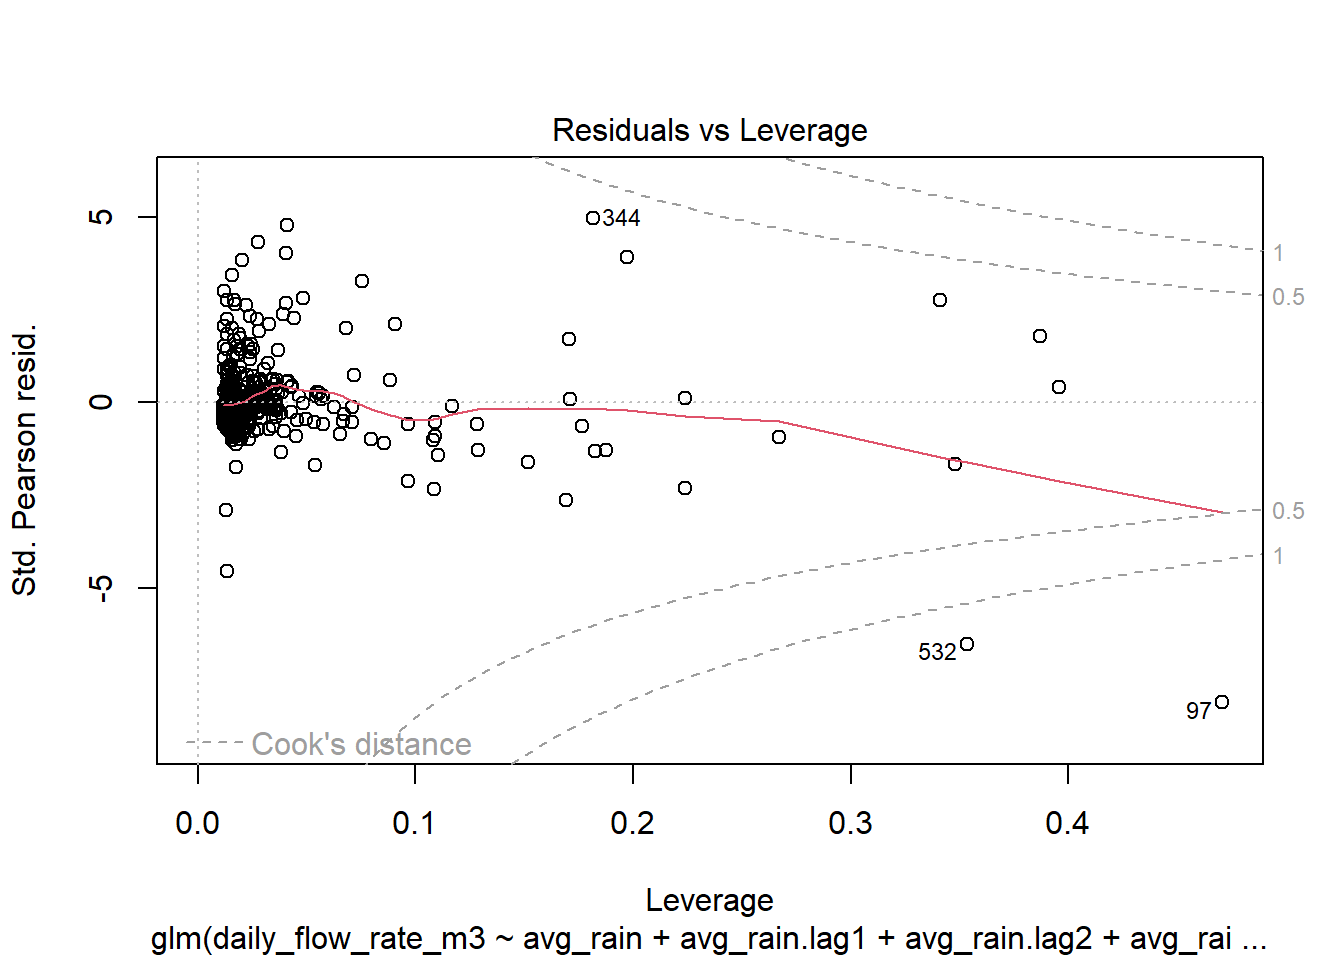 Residuals vs Leverage
Std. Pearson resid.
5
0
-5
344
1
0.5
0.5
1
532
97
Cook's distance
0.0 0.1 0.2 0.3 0.4
Leverage
glm(daily_flow_rate_m3 ~ avg_rain + avg_rain.lag1 + avg_rain.lag2 + avg_rai ...